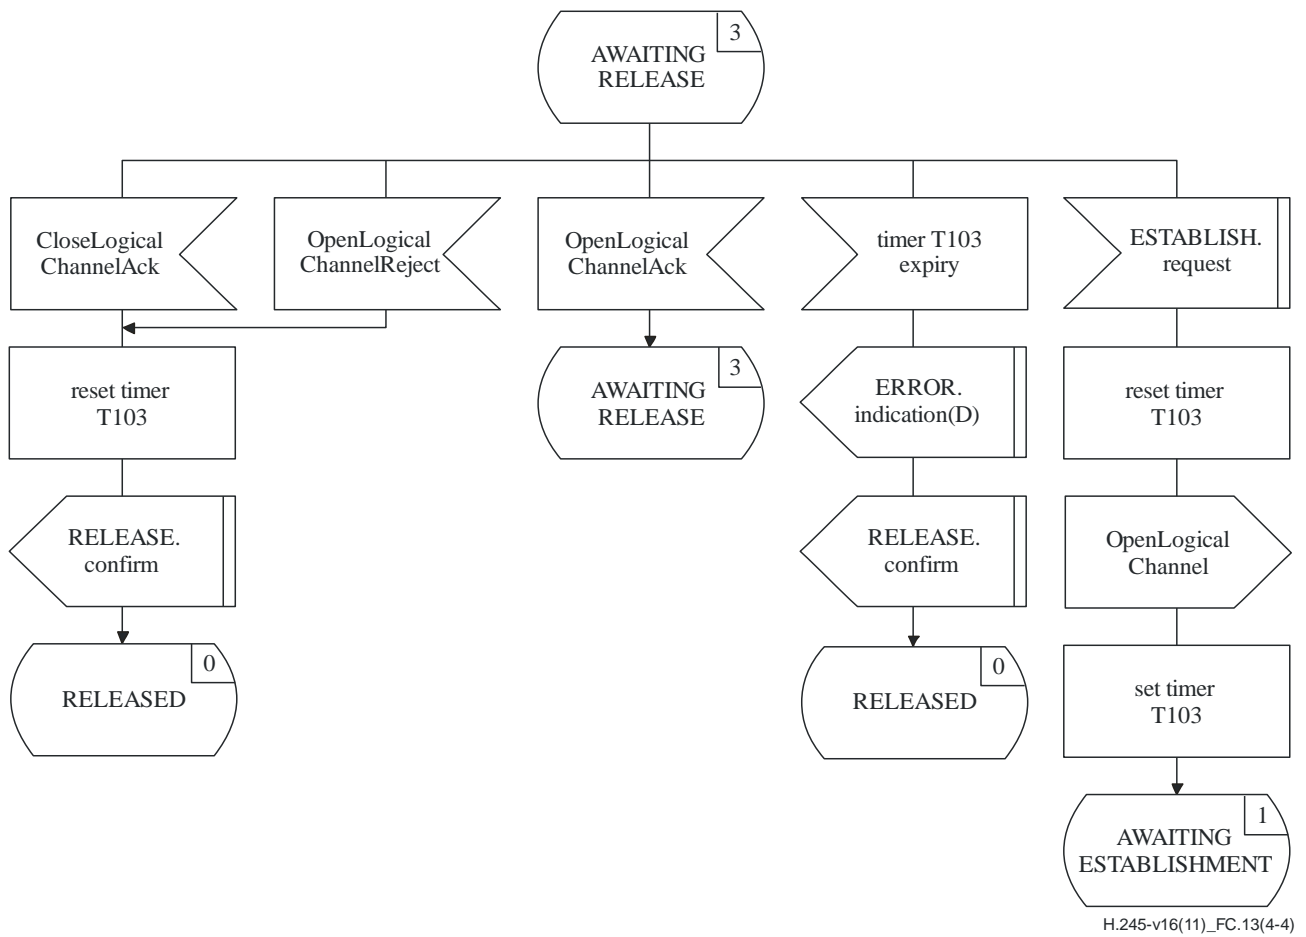 3
AWAITING
RELEASE
CloseLogical
ChannelAck
OpenLogical
ChannelReject
OpenLogical
ChannelAck
timer T103
expiry
ESTABLISH.
request
reset timer
T103
3
AWAITING
RELEASE
ERROR.
indication(D)
reset timer
T103
RELEASE.
confirm
RELEASE.
confirm
OpenLogical
Channel
0
RELEASED
0
RELEASED
set timer
T103
1
AWAITING
ESTABLISHMENT
H.245-v16(11)_FC.13(4-4)